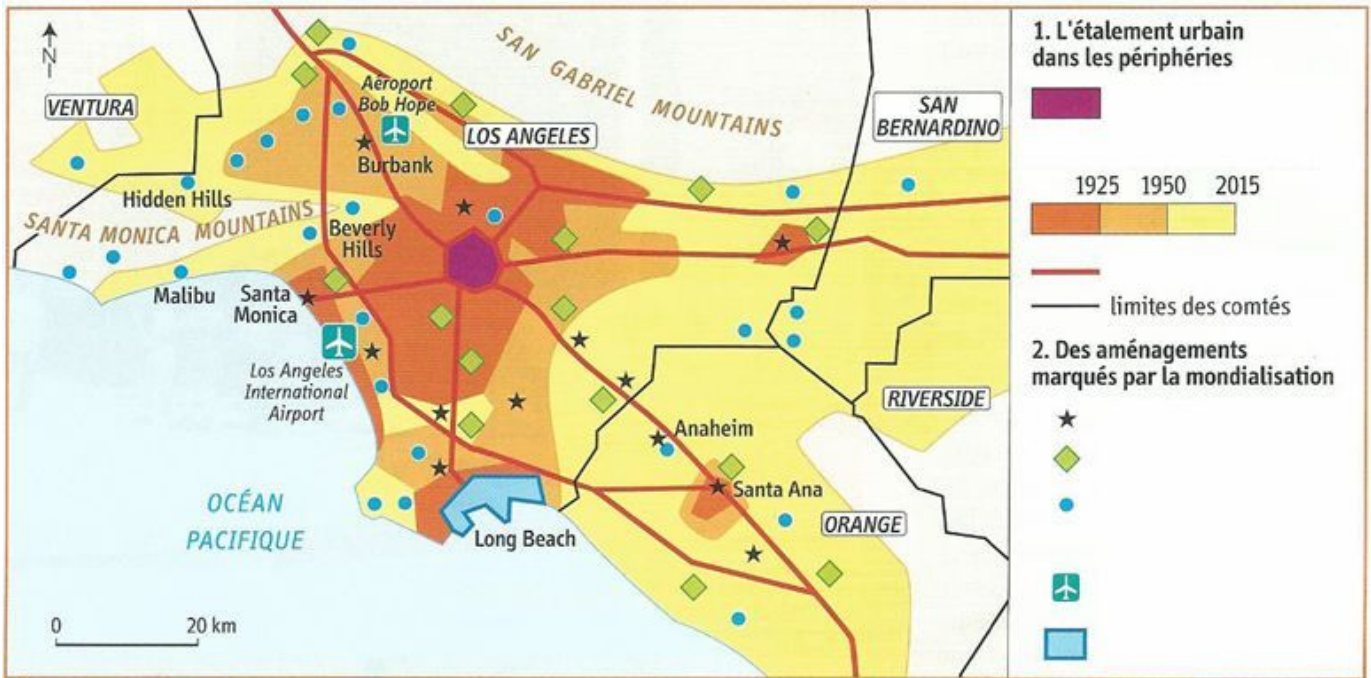 N
VENTURA
SAN GABRIEL MOUNTAINS
Aéroport
Bob Hope
LOS ANGELES
SAN
BERNARDINO
Burbank
Hidden Hills
SANTA MONICA MOUNTAINS
Beverly
Hills
Malibu
Santa
Monica
Los Angeles
International
Airport
RIVERSIDE
Anaheim
Santa Ana
ORANGE
OCÉAN
PACIFIQUE
Long Beach
0 20 km
1. L'étalement urbain
dans les périphéries
1925 1950 2015
limites des comtés
2. Des aménagements
marqués par la mondialisation